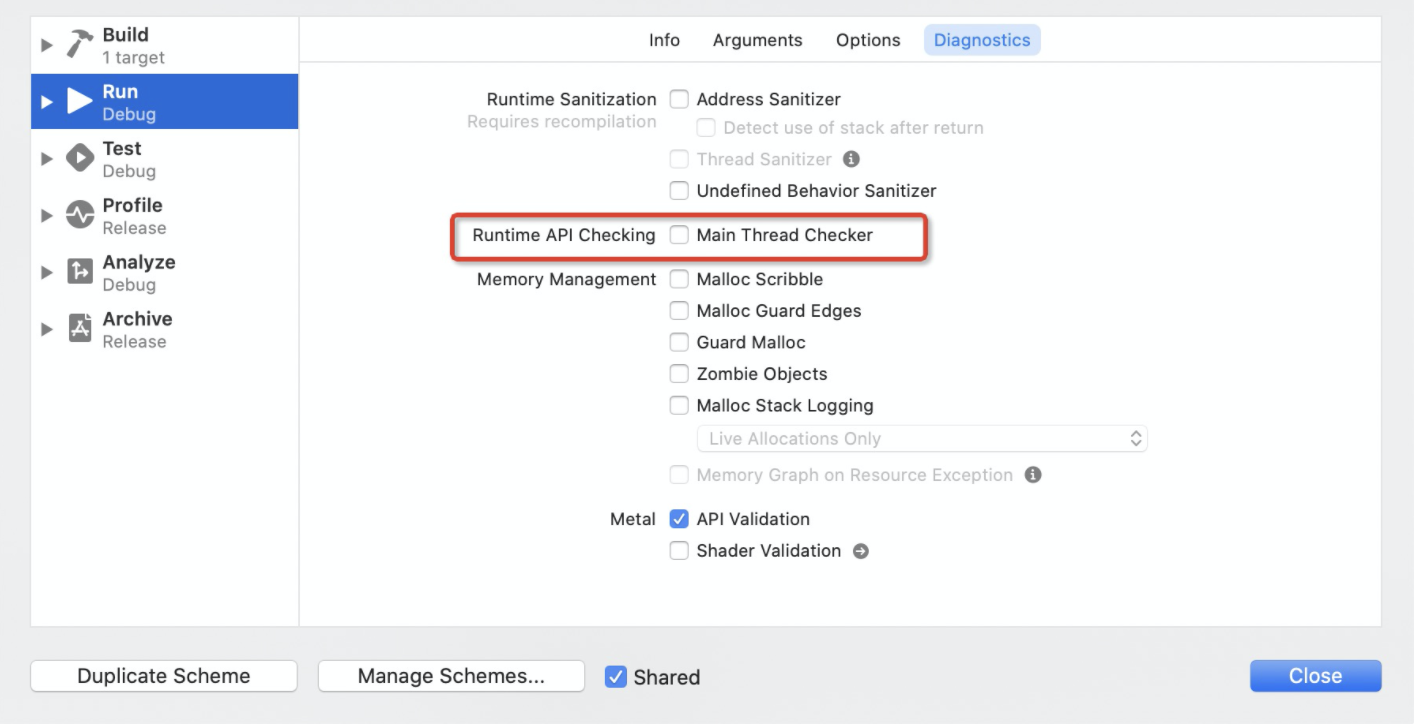 Build
1 target
Run
Debug
Test
Debug
Profile
Release
Analyze
Debug
Archive
Release
Info Arguments Options Diagnostics
Runtime Sanitization Address Sanitizer
Requires recompilation
Detect use of stack after return
Thread Sanitizer
Undefined Behavior Sanitizer
Runtime API Checking Main Thread Checker
Memory Management Malloc Scribble
Malloc Guard Edges
Guard Malloc
Zombie Objects
Malloc Stack Logging
Live Allocations Only
Memory Graph on Resource Exception
Metal API Validation
Shader Validation
Duplicate Scheme Manage Schemes... Shared Close